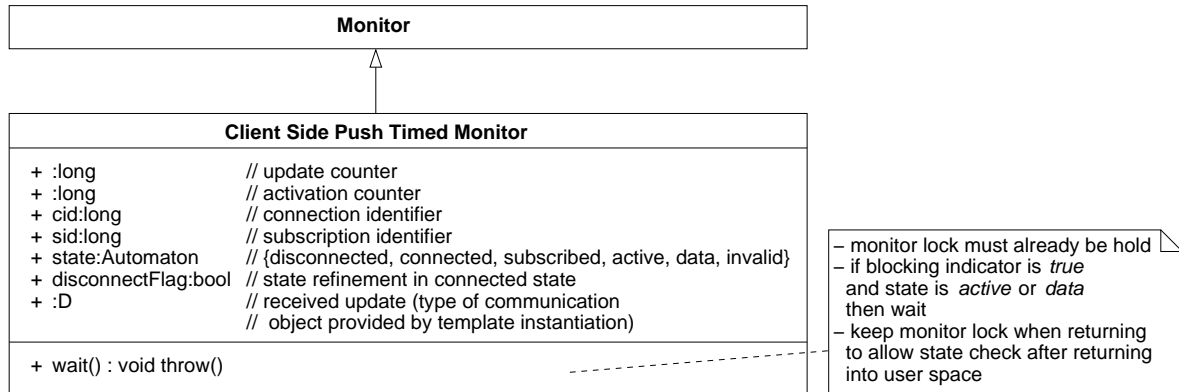 Monitor
Client Side Push Timed Monitor
+ :long // update counter
+ :long // activation counter
+ cid:long // connection identifier
+ sid:long // subscription identifier
+ state:Automaton // {disconnected, connected, subscribed, active, data, invalid}
+ disconnectFlag:bool // state refinement in connected state
+ :D // received update (type of communication
// object provided by template instantiation)
+ wait() : void throw()
– monitor lock must already be hold
– if blocking indicator is true
and state is active or data
then wait
– keep monitor lock when returning
to allow state check after returning
into user space